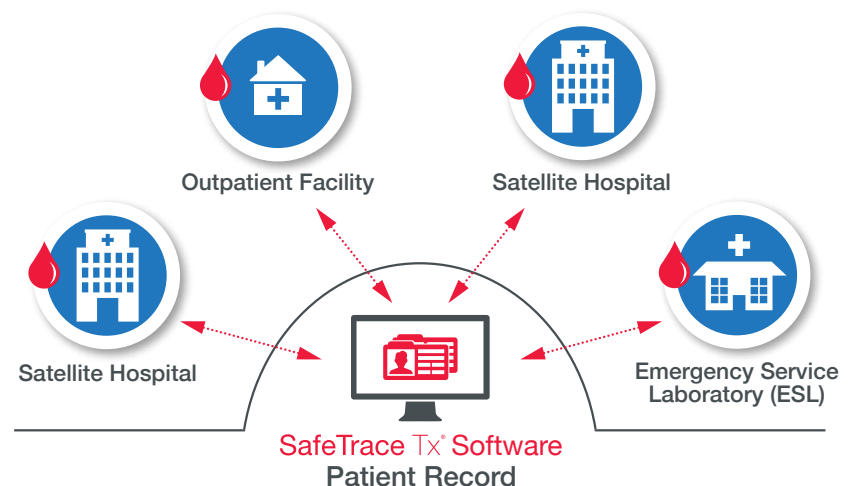 Outpatient Facility
Satellite Hospital
Satellite Hospital
Emergency Service
Laboratory (ESL)
SafeTrace Tx® Software
Patient Record